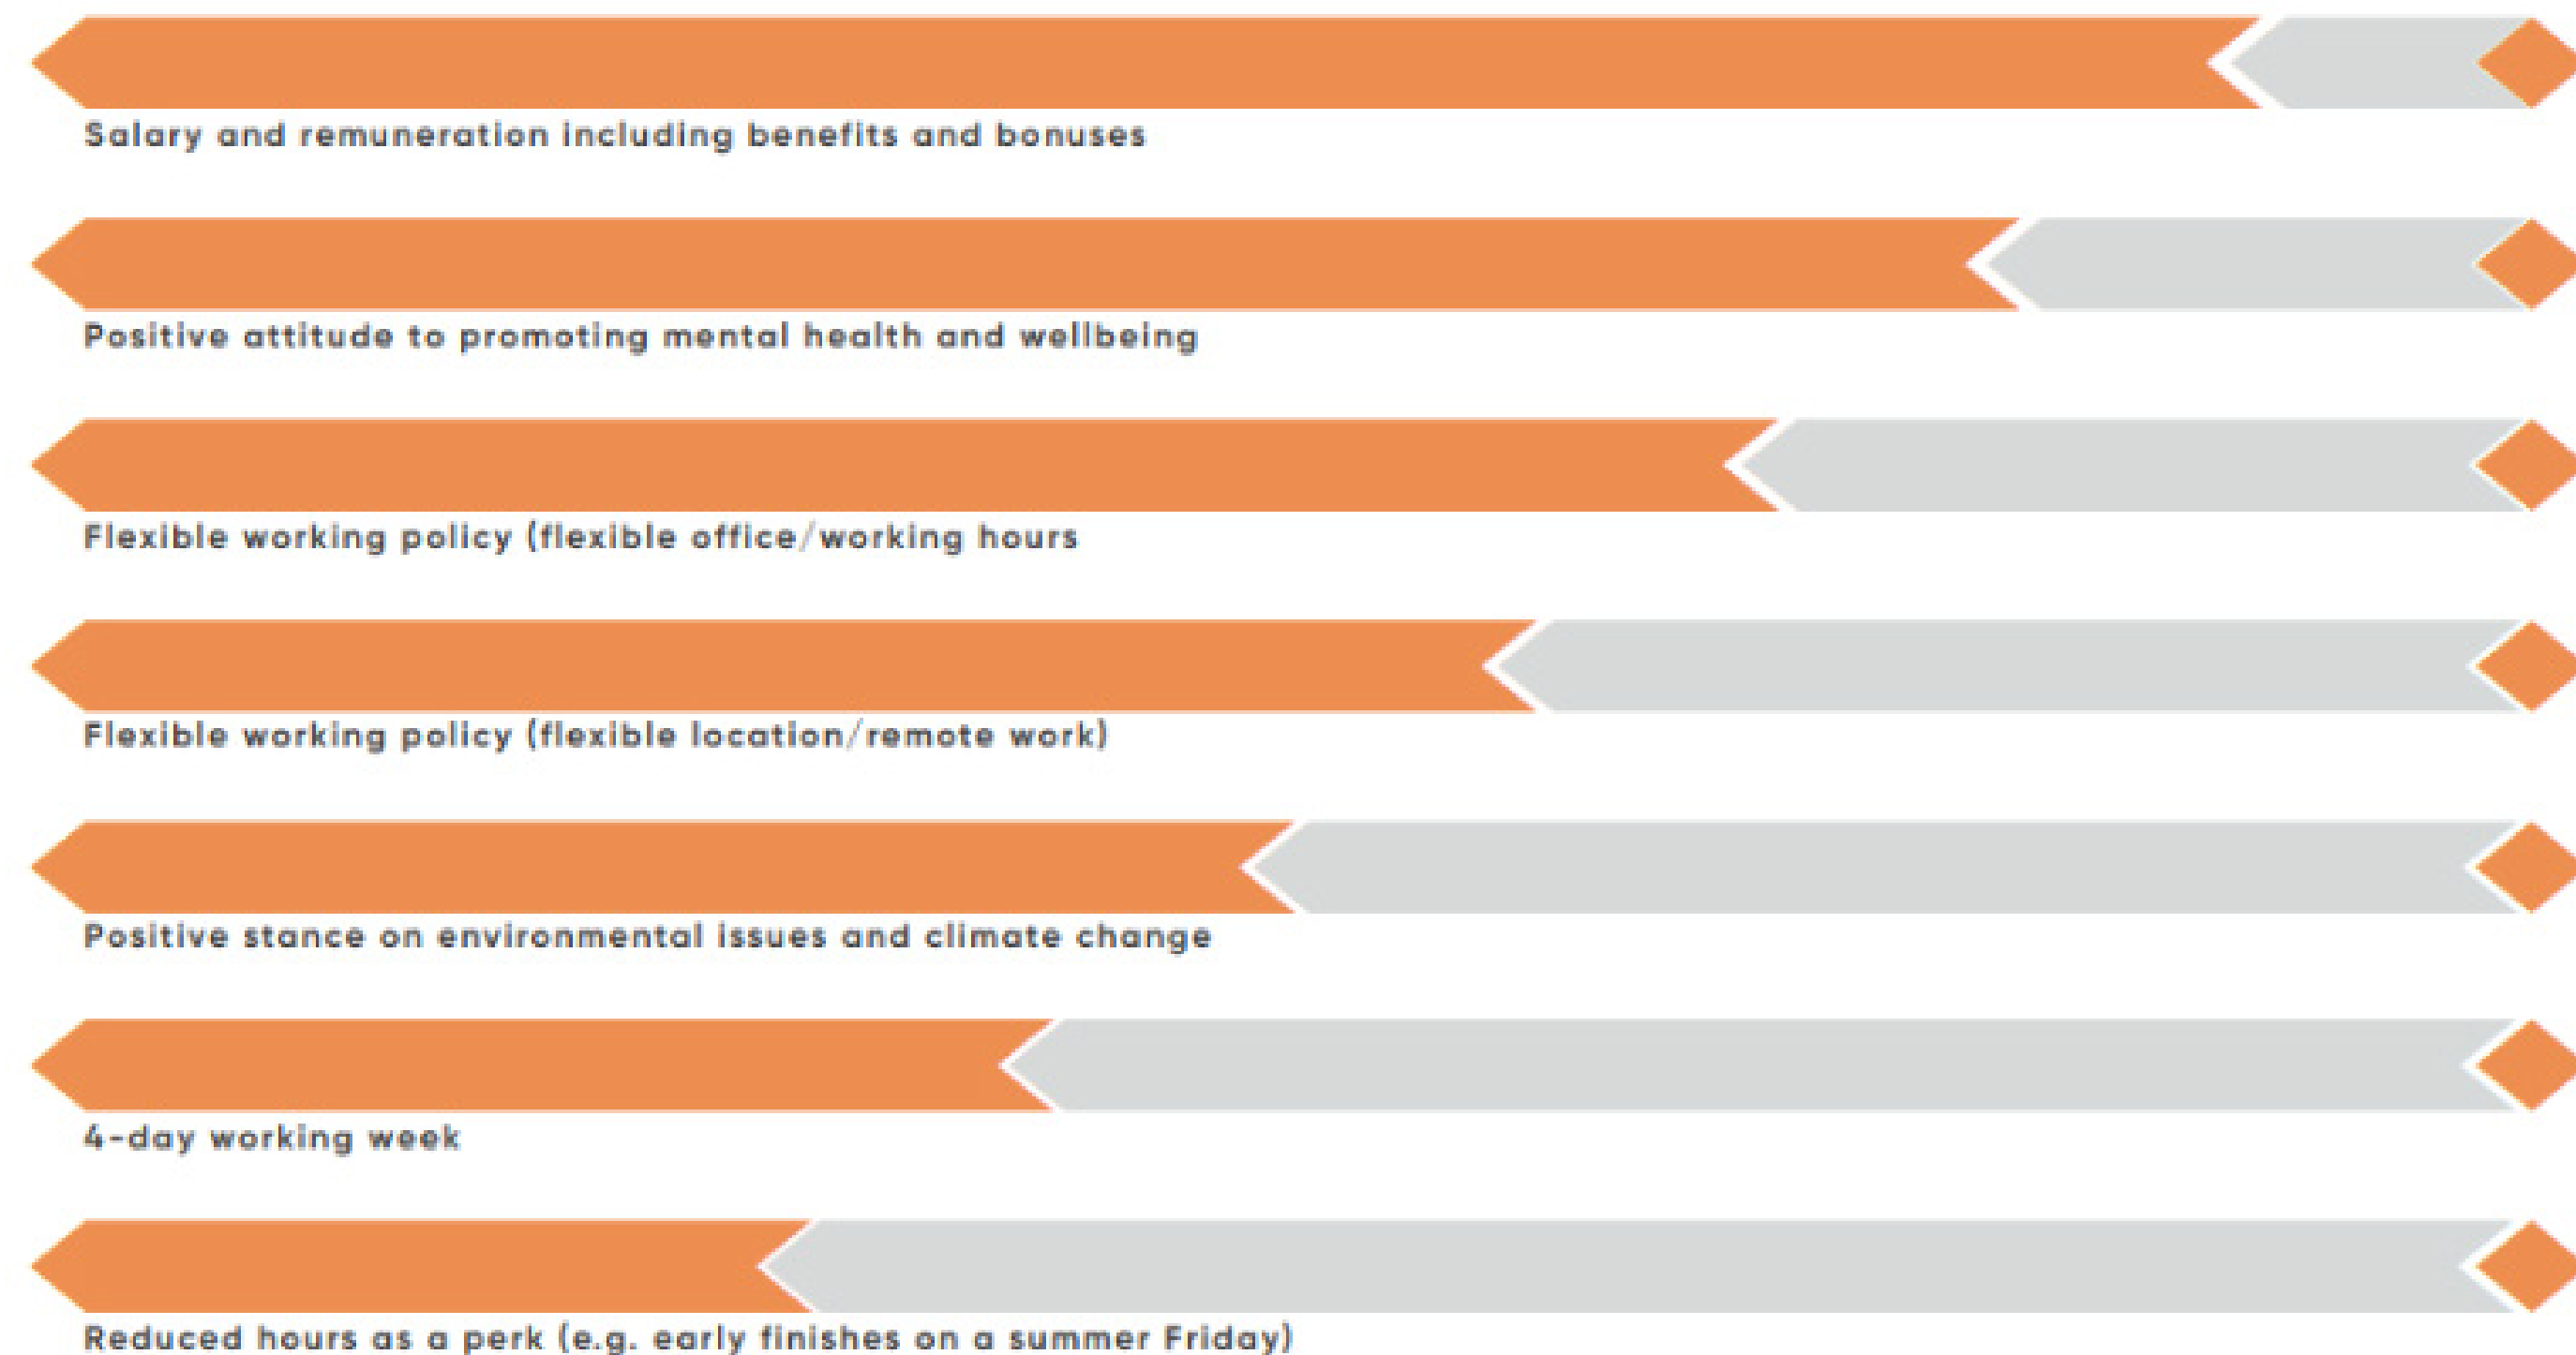 Salary and remuneration including benefits and bonuses
Positive attitude to promoting mental health and wellbeing
Flexible working policy (flexible office/working hours
Flexible working policy (flexible location/remote work)
Positive stance on environmental issues and climate change
4-day working week
Reduced hours as a perk (e.g. early finishes on a summer Friday)